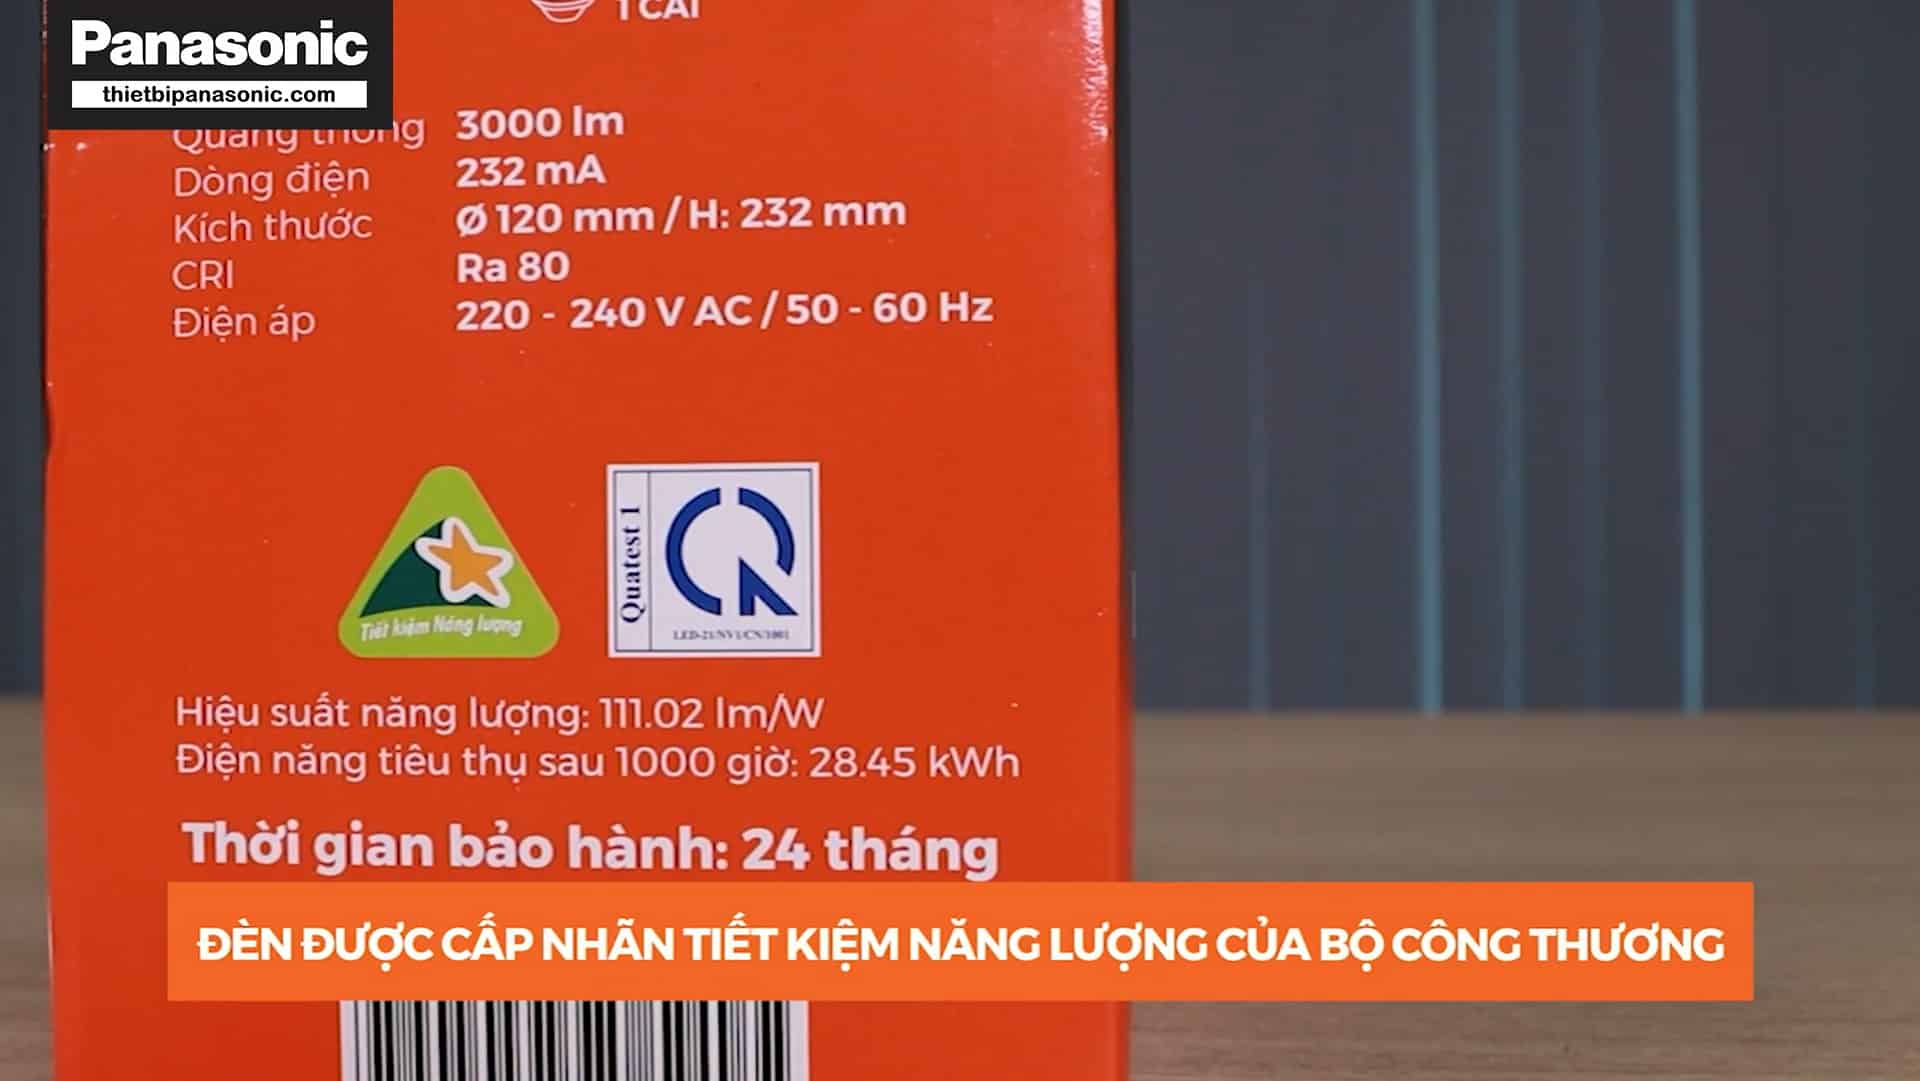 Panasonic
thietbipanasonic.com
1 CÁI
Quang thông 3000 lm
Dòng điện 232 mA
Kích thước Ø 120 mm / H: 232 mm
CRI Ra 80
Điện áp 220 - 240 V AC / 50 - 60 Hz
Tiết kiệm Năng lượng
Quatest 1
Hiệu suất năng lượng: 111.02 lm/W
Điện năng tiêu thụ sau 1000 giờ: 28.45 kWh
Thời gian bảo hành: 24 tháng
ĐÈN ĐƯỢC CẤP NHÃN TIẾT KIỆM NĂNG LƯỢNG CỦA BỘ CÔNG THƯƠNG